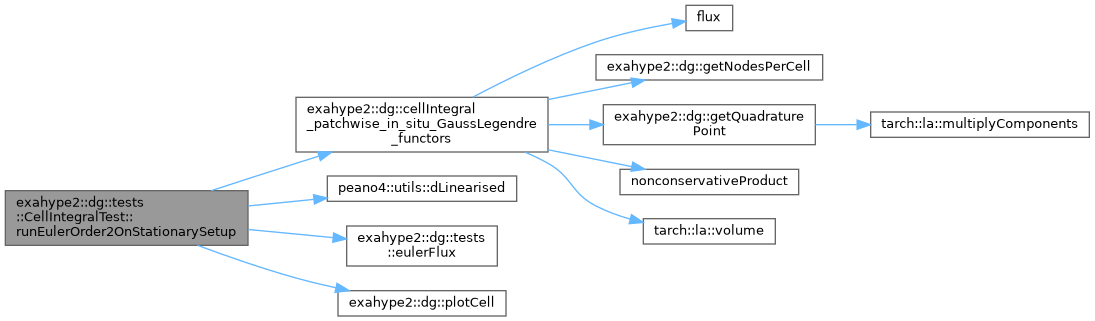 flux
exahype2::dg::getNodesPerCell
exahype2::dg::cellIntegral
_patchwise_in_situ_GaussLegendre
_functors
exahype2::dg::getQuadrature
Point
tarch::la::multiplyComponents
nonconservativeProduct
peano4::utils::dLinearised
exahype2::dg::tests
::CellIntegralTest::
runEulerOrder2OnStationarySetup
tarch::la::volume
exahype2::dg::tests
::eulerFlux
exahype2::dg::plotCell